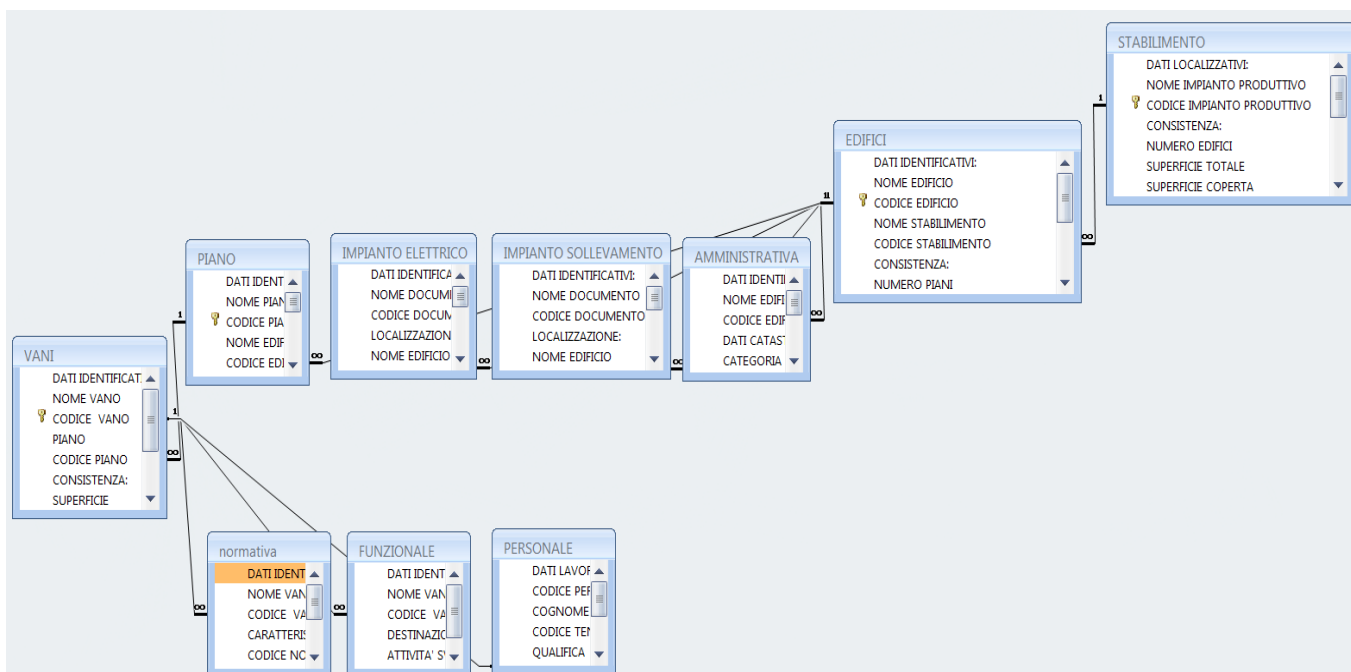 STABILIMENTO
DATI LOCALIZZATIVI:
NOME IMPIANTO PRODUTTIVO
CODICE IMPIANTO PRODUTTIVO
CONSISTENZA:
NUMERO EDIFICI
SUPERFICIE TOTALE
SUPERFICIE COPERTA
1
∞
EDIFICI
DATI IDENTIFICATIVI:
NOME EDIFICIO
CODICE EDIFICIO
NOME STABILIMENTO
CODICE STABILIMENTO
CONSISTENZA:
NUMERO PIANI
1
PIANO
DATI IDENT
NOME PIAN
CODICE PIA
NOME EDIF
CODICE EDI
1
∞
IMPIANTO ELETTRICO
DATI IDENTIFICA
NOME DOCUM
CODICE DOCUM
LOCALIZZAZION
NOME EDIFICIO
∞
IMPIANTO SOLLEVAMENTO
DATI IDENTIFICATIVI:
NOME DOCUMENTO
CODICE DOCUMENTO
LOCALIZZAZIONE:
NOME EDIFICIO
∞
AMMINISTRATIVA
DATI IDENTI
NOME EDIFI
CODICE EDIF
DATI CATAST
CATEGORIA
∞
VANI
DATI IDENTIFICAT
NOME VANO
CODICE VANO
PIANO
CODICE PIANO
CONSISTENZA:
SUPERFICIE
1
∞
normativa
DATI IDENT
NOME VAN
CODICE VA
CARATTERIS
CODICE NO
∞
FUNZIONALE
DATI IDENT
NOME VAN
CODICE VA
DESTINAZIO
ATTIVITA' S
∞
PERSONALE
DATI LAVOR
CODICE PER
COGNOME
CODICE TEN
QUALIFICA